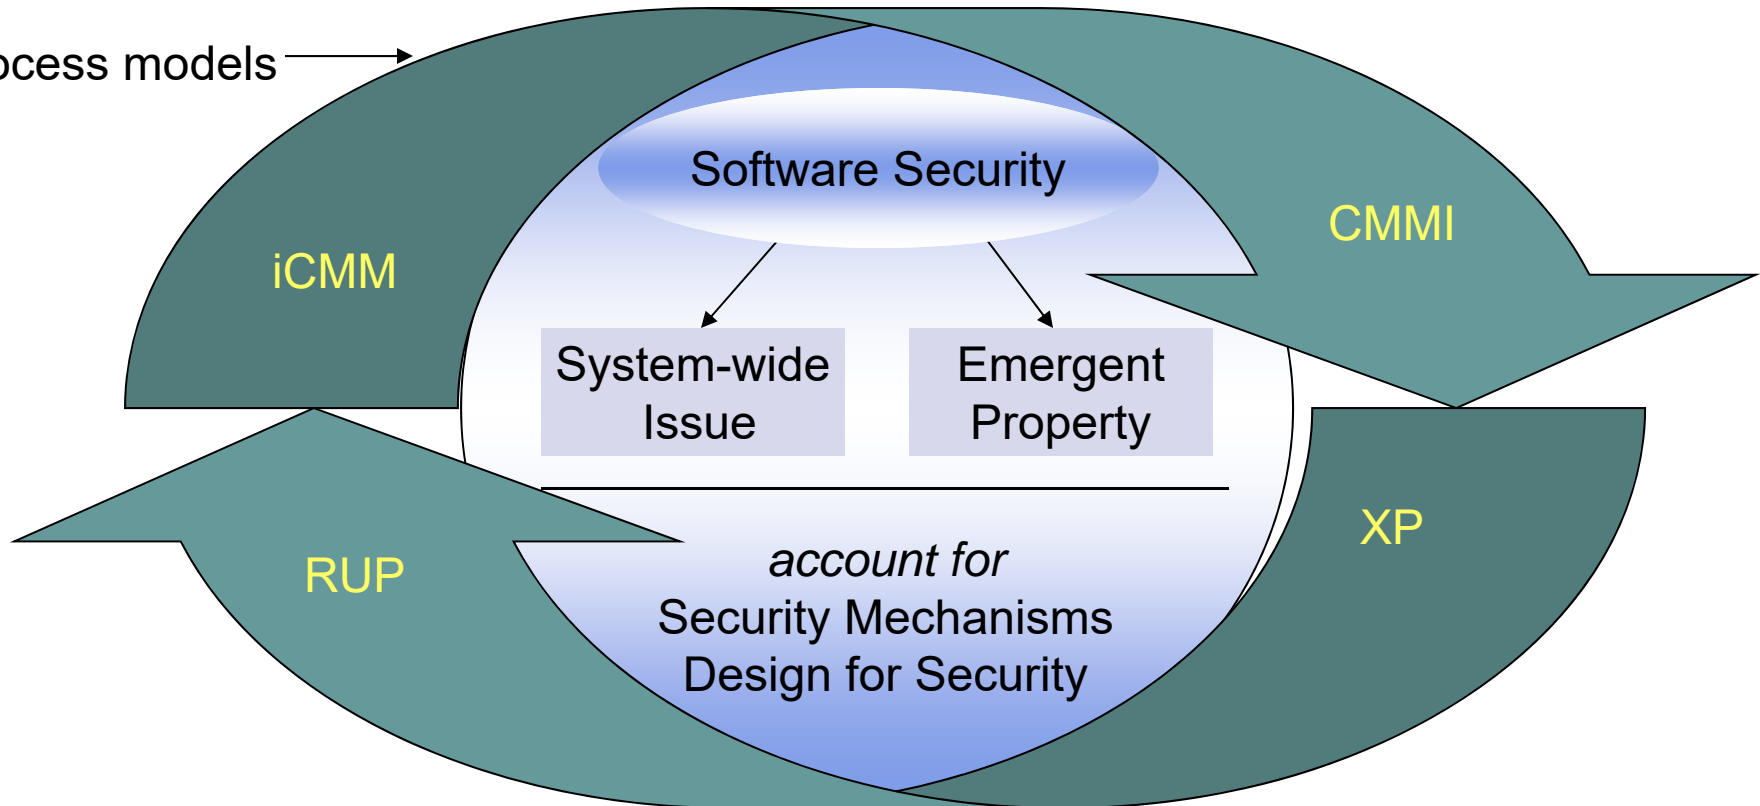 ocess models
Software Security
CMMI
iCMM
System-wide
Issue
Emergent
Property
XP
RUP
account for
Security Mechanisms
Design for Security